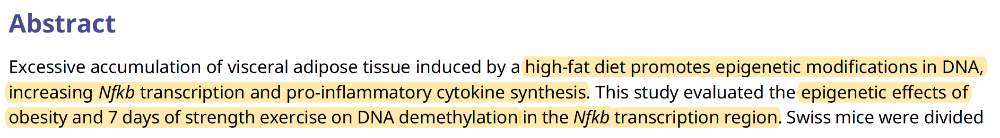 Abstract
Excessive accumulation of visceral adipose tissue induced by a high-fat diet promotes epigenetic modifications in DNA,
increasing Nfkb transcription and pro-inflammatory cytokine synthesis. This study evaluated the epigenetic effects of
obesity and 7 days of strength exercise on DNA demethylation in the Nfkb transcription region. Swiss mice were divided